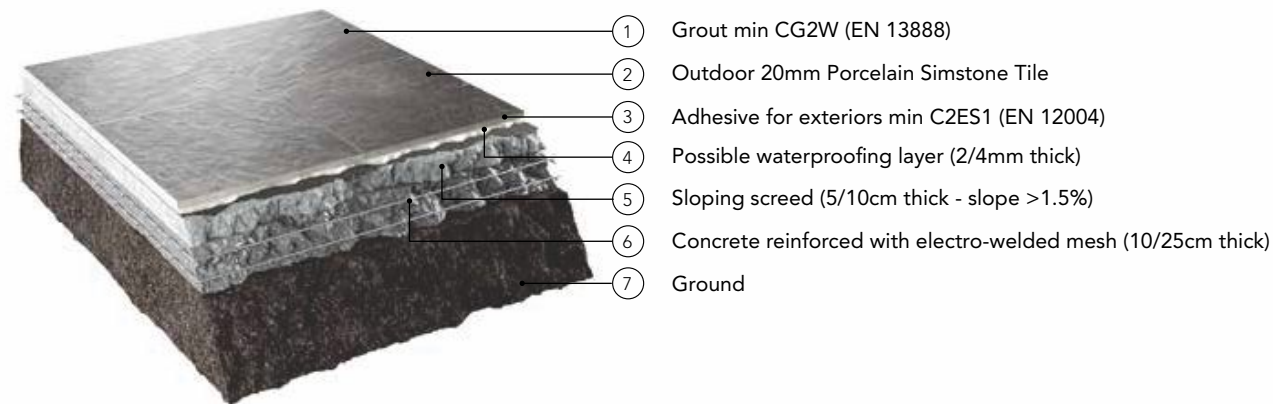 1 Grout min CG2W (EN 13888)
2 Outdoor 20mm Porcelain Simstone Tile
3 Adhesive for exteriors min C2ES1 (EN 12004)
4 Possible waterproofing layer (2/4mm thick)
5 Sloping screed (5/10cm thick - slope >1.5%)
6 Concrete reinforced with electro-welded mesh (10/25cm thick)
7 Ground